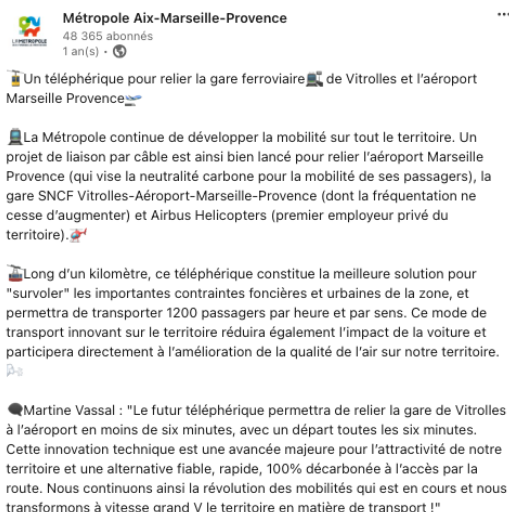 Métropole Aix-Marseille-Provence
48 365 abonnés
1 an(s) •
🚡Un téléphérique pour relier la gare ferroviaire🚉 de Vitrolles et l’aéroport
Marseille Provence🛫
🚇La Métropole continue de développer la mobilité sur tout le territoire. Un
projet de liaison par câble est ainsi bien lancé pour relier l’aéroport Marseille
Provence (qui vise la neutralité carbone pour la mobilité de ses passagers), la
gare SNCF Vitrolles-Aéroport-Marseille-Provence (dont la fréquentation ne
cesse d’augmenter) et Airbus Helicopters (premier employeur privé du
territoire).🚁
🚠Long d’un kilomètre, ce téléphérique constitue la meilleure solution pour
"survoler" les importantes contraintes foncières et urbaines de la zone, et
permettra de transporter 1200 passagers par heure et par sens. Ce mode de
transport innovant sur le territoire réduira également l’impact de la voiture et
participera directement à l’amélioration de la qualité de l’air sur notre territoire.
🌬️
🗨️Martine Vassal : "Le futur téléphérique permettra de relier la gare de Vitrolles
à l’aéroport en moins de six minutes, avec un départ toutes les six minutes.
Cette innovation technique est une avancée majeure pour l’attractivité de notre
territoire et une alternative fiable, rapide, 100% décarbonée à l’accès par la
route. Nous continuons ainsi la révolution des mobilités qui est en cours et nous
transformons à vitesse grand V le territoire en matière de transport !"